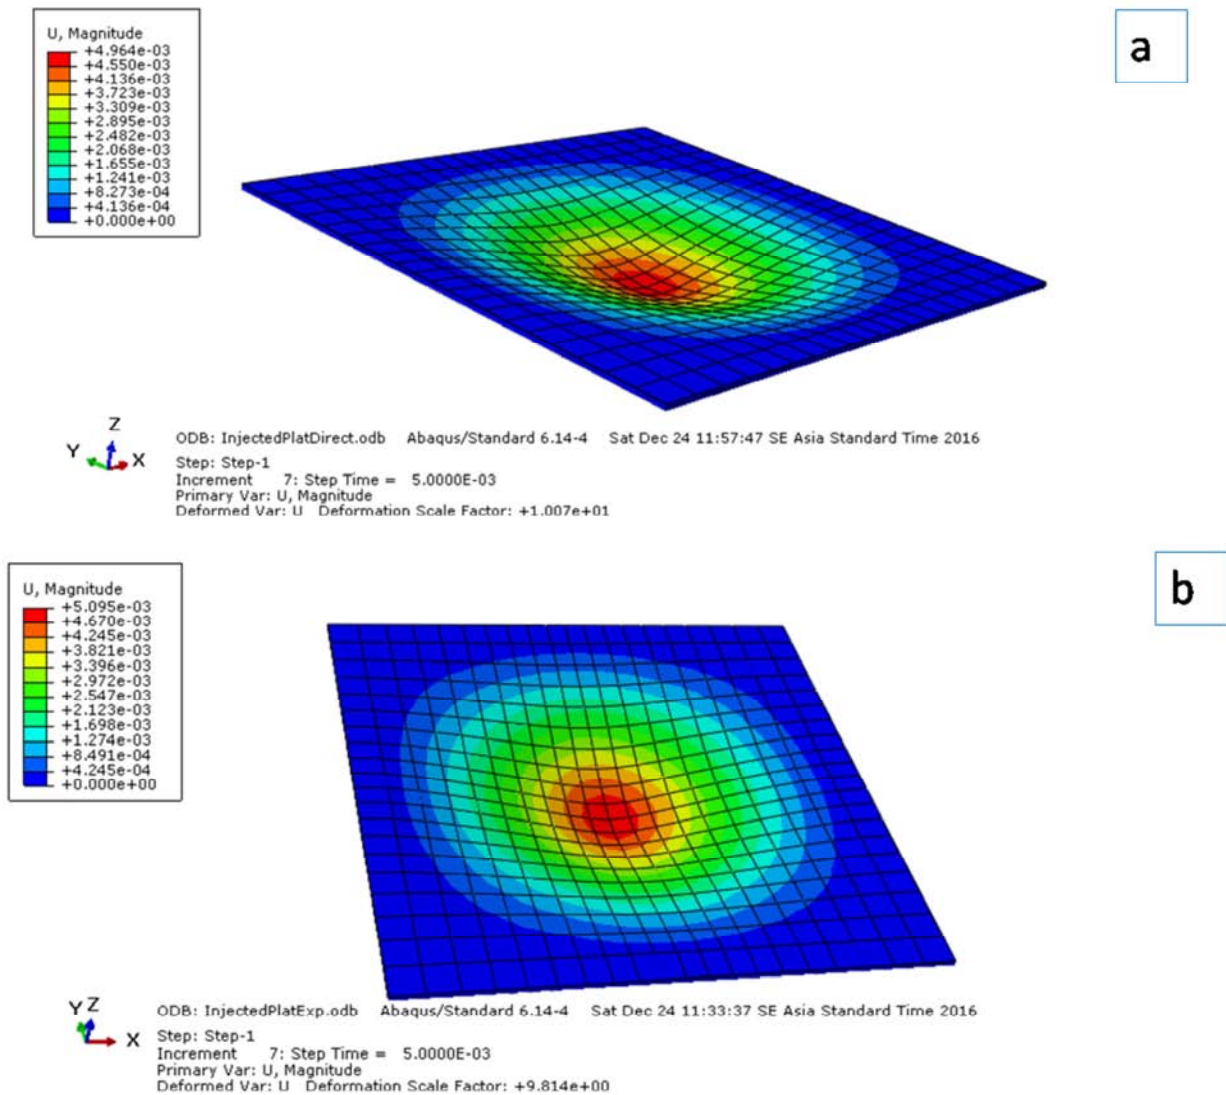 U, Magnitude
+4.964e-03
+4.550e-03
+4.136e-03
+3.723e-03
+3.309e-03
+2.895e-03
+2.482e-03
+2.068e-03
+1.655e-03
+1.241e-03
+8.273e-04
+4.136e-04
+0.000e+00
a
Z
Y
X
ODB: InjectedPlatDirect.odb Abaqus/Standard 6.14-4 Sat Dec 24 11:57:47 SE Asia Standard Time 2016
Step: Step-1
Increment 7: Step Time = 5.0000E-03
Primary Var: U, Magnitude
Deformed Var: U Deformation Scale Factor: +1.007e+01
U, Magnitude
+5.095e-03
+4.670e-03
+4.245e-03
+3.821e-03
+3.396e-03
+2.972e-03
+2.547e-03
+2.123e-03
+1.698e-03
+1.274e-03
+8.491e-04
+4.245e-04
+0.000e+00
b
Y Z
X
ODB: InjectedPlatExp.odb Abaqus/Standard 6.14-4 Sat Dec 24 11:33:37 SE Asia Standard Time 2016
Step: Step-1
Increment 7: Step Time = 5.0000E-03
Primary Var: U, Magnitude
Deformed Var: U Deformation Scale Factor: +9.814e+00